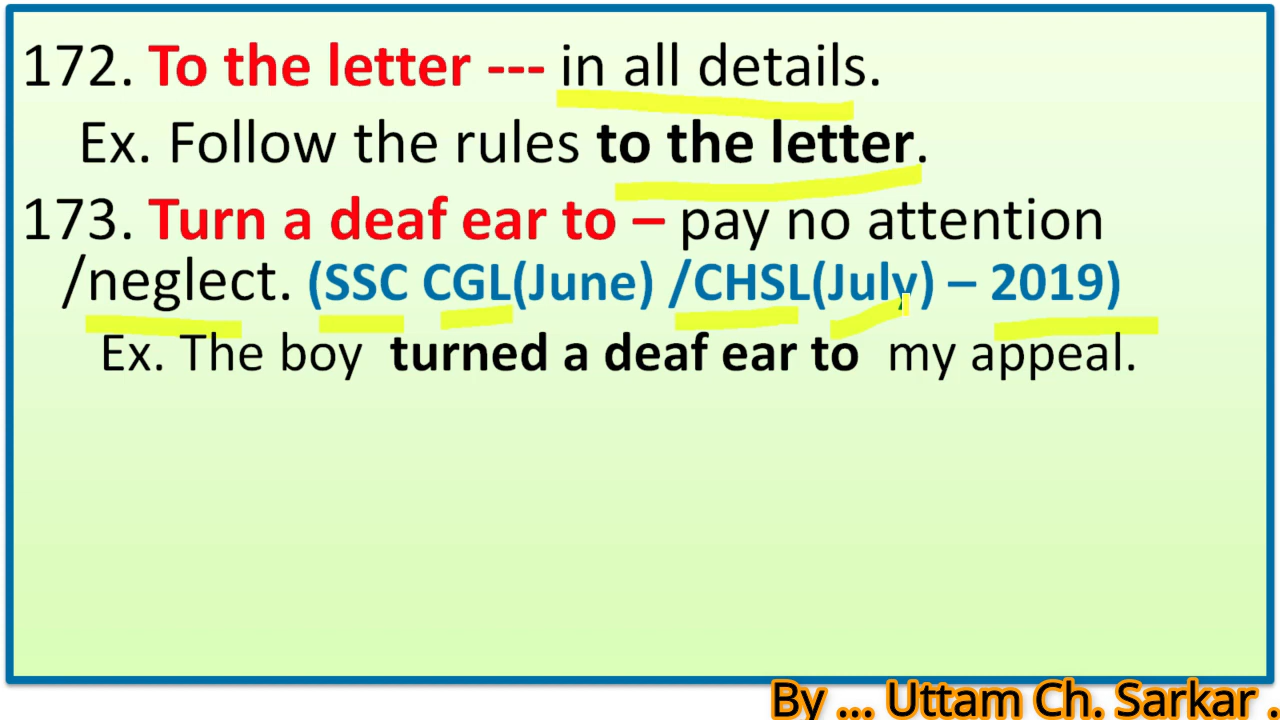 172. To the letter --- in all details.
Ex. Follow the rules to the letter.
173. Turn a deaf ear to – pay no attention
/neglect. (SSC CGL(June) /CHSL(July) – 2019)
Ex. The boy turned a deaf ear to my appeal.
By ... Uttam Ch. Sarkar .